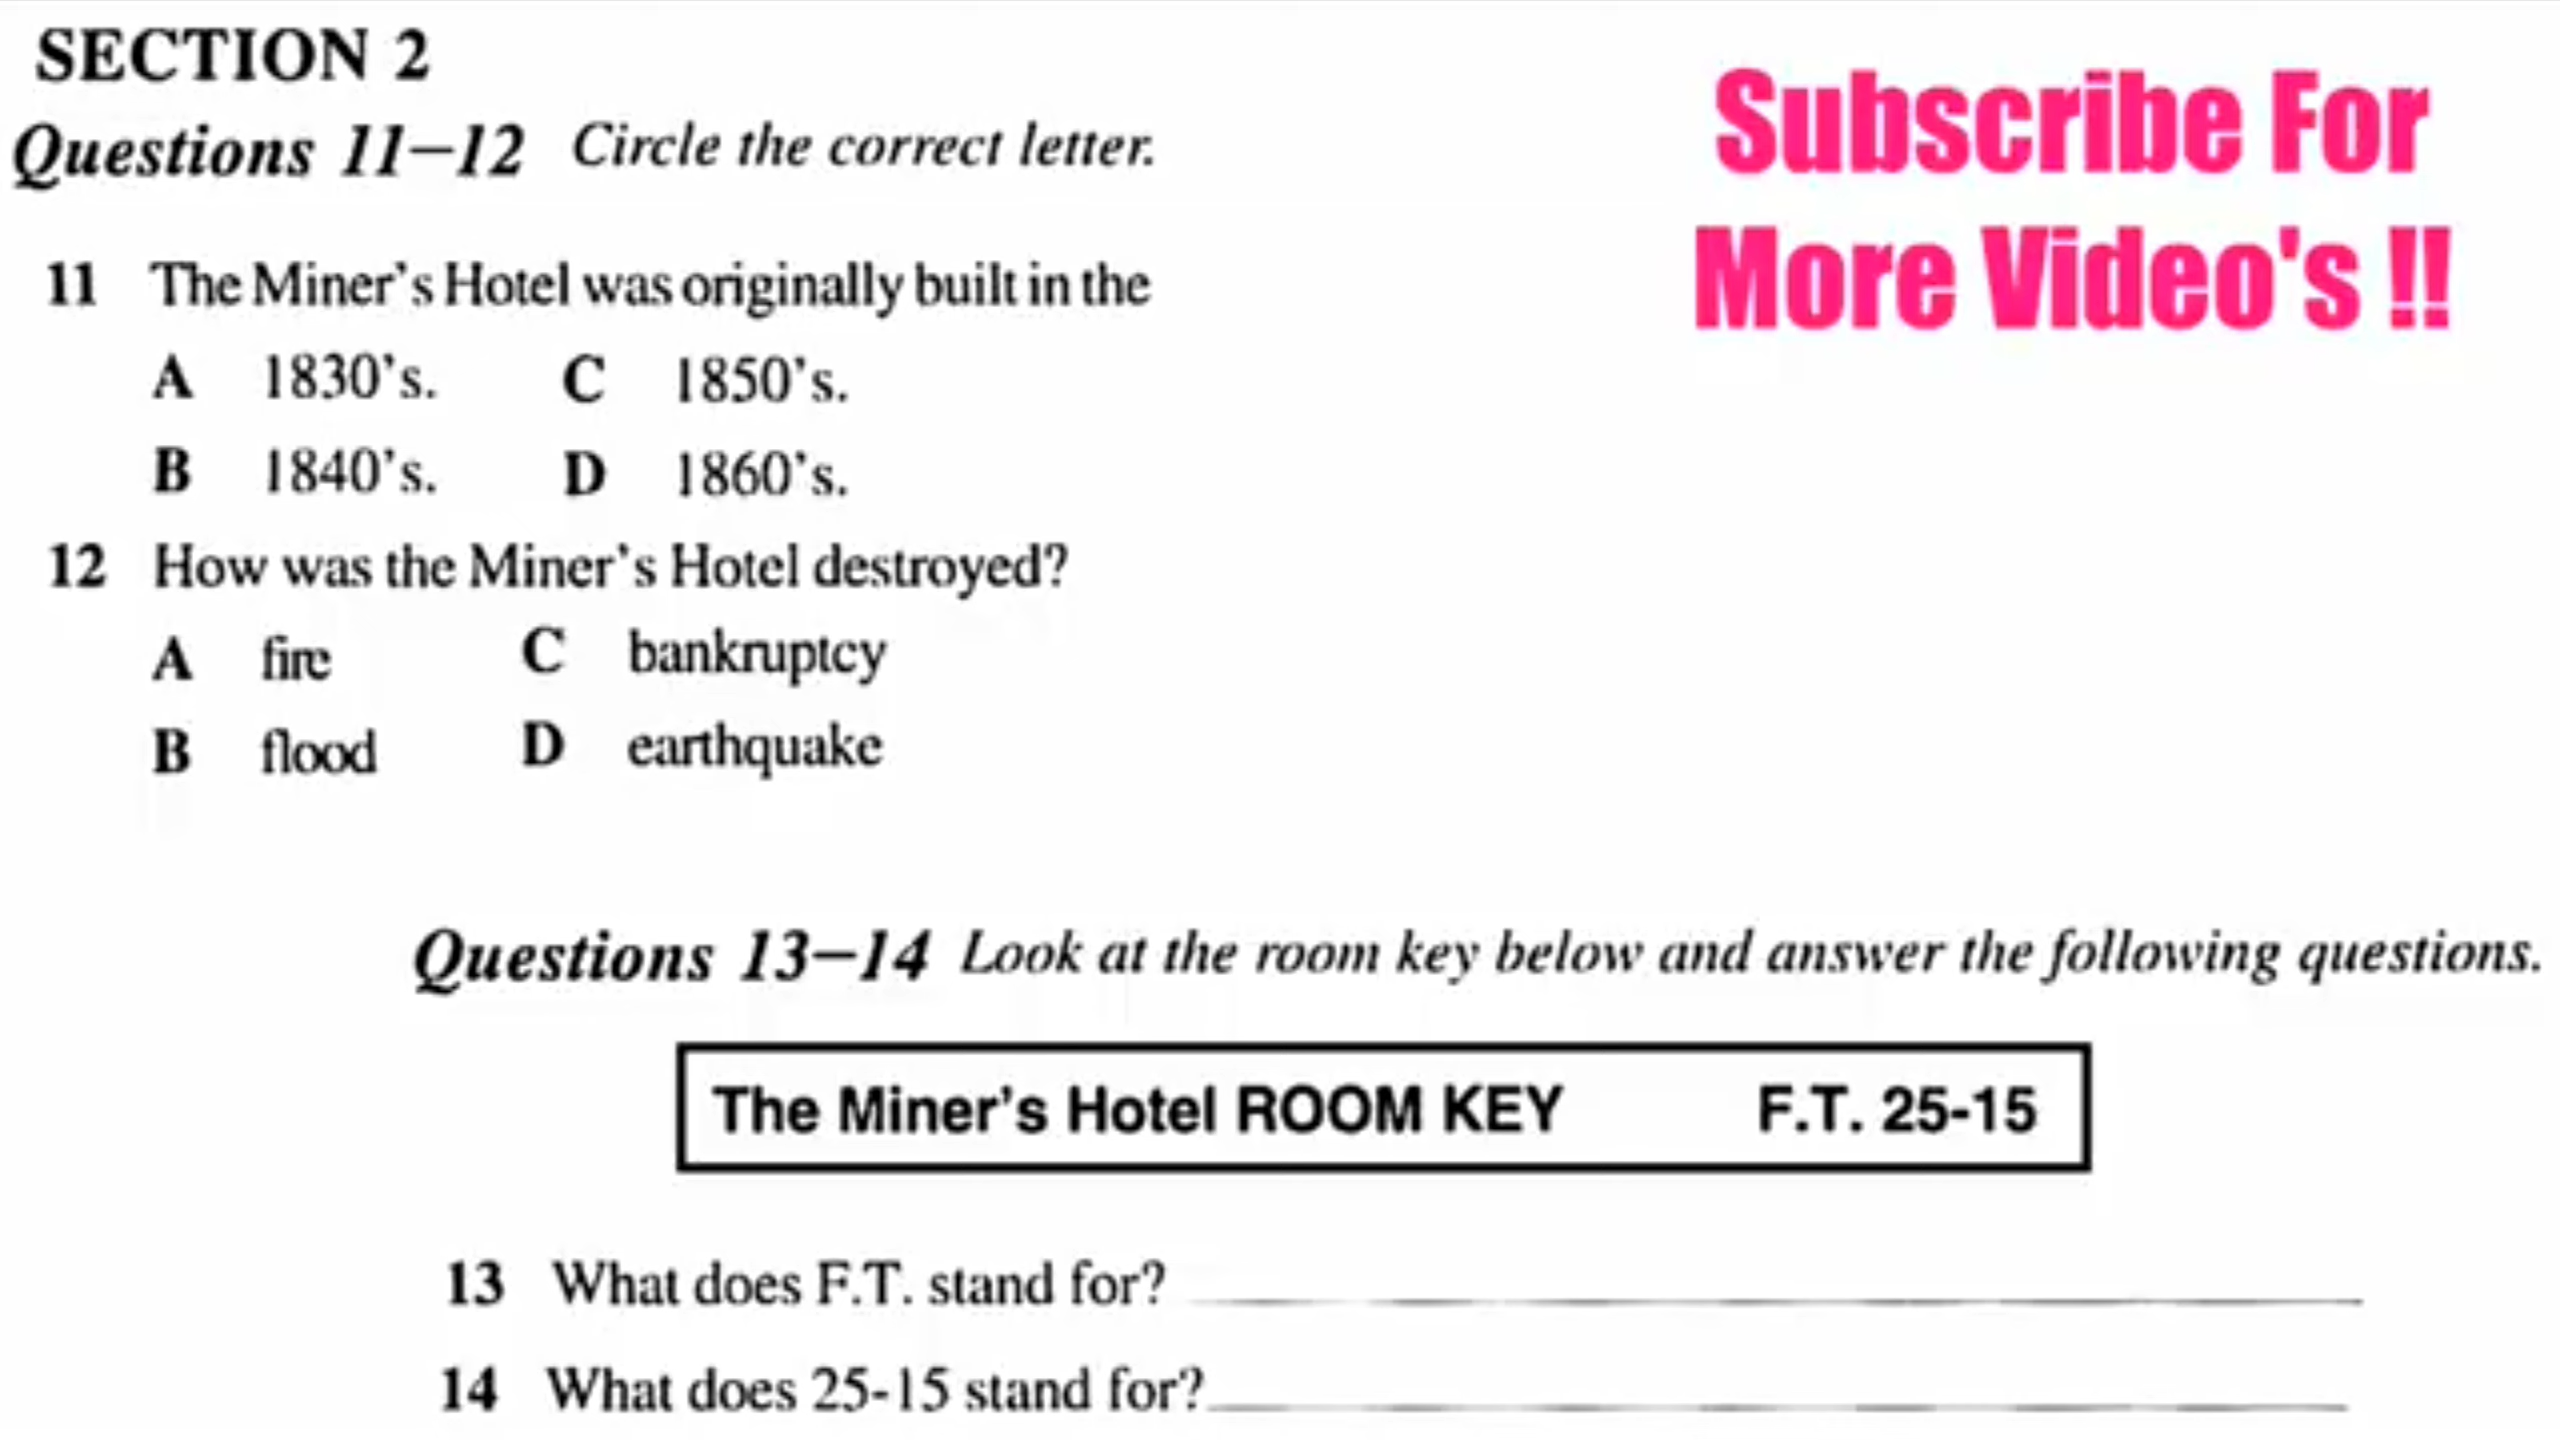 SECTION 2
Questions 11–12 Circle the correct letter.
Subscribe For
More Video's !!
11 The Miner's Hotel was originally built in the
A 1830's. C 1850's.
B 1840's. D 1860's.
12 How was the Miner's Hotel destroyed?
A fire C bankruptcy
B flood D earthquake
Questions 13–14 Look at the room key below and answer the following questions.
The Miner's Hotel ROOM KEY F.T. 25-15
13 What does F.T. stand for?
14 What does 25-15 stand for?